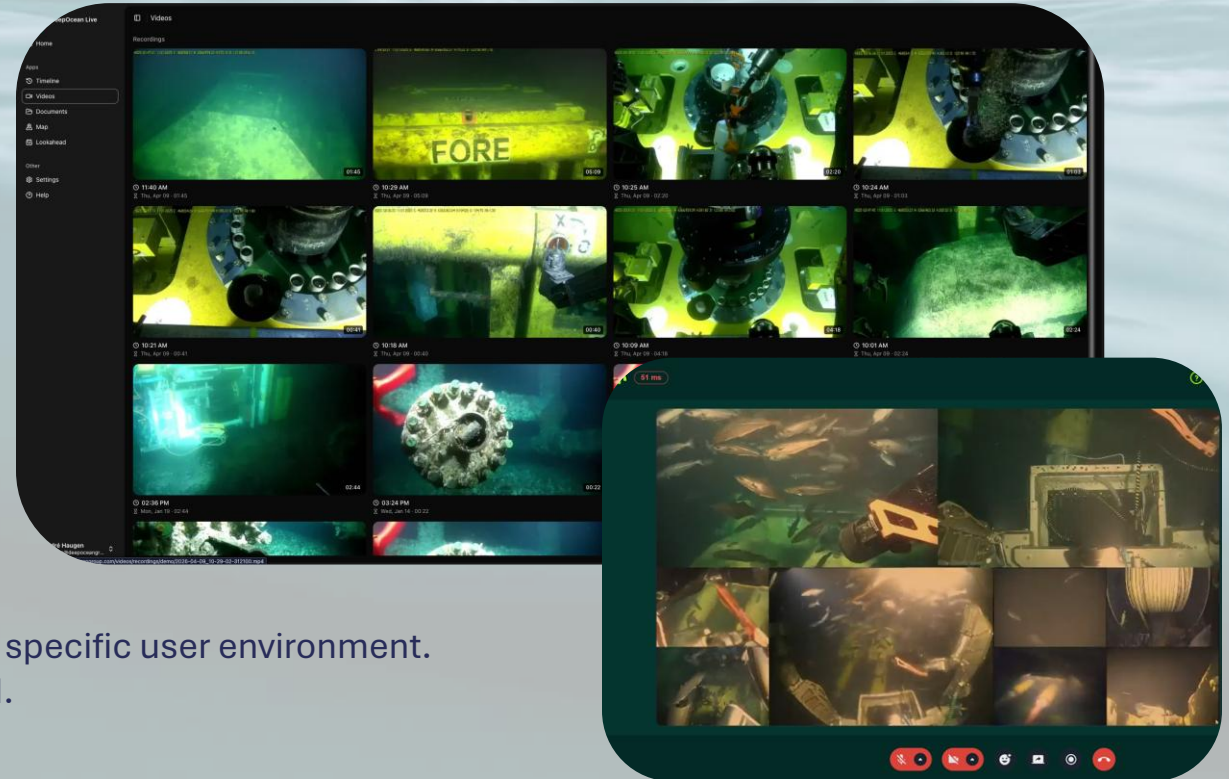 epOcean Live
Videos
Home
Recordings
Apps
Timeline
Videos
Documents
Map
Lookahead
Other
Settings
Help
FORE
01:45
05:09
02:20
01:03
11:40 AM
Thu, Apr 09 - 01:45
10:29 AM
Thu, Apr 09 - 05:09
10:25 AM
Thu, Apr 09 - 02:20
10:24 AM
Thu, Apr 09 - 01:03
00:41
00:40
04:18
02:24
10:21 AM
Thu, Apr 09 - 00:41
10:18 AM
Thu, Apr 09 - 00:40
10:09 AM
Thu, Apr 09 - 04:18
10:01 AM
Thu, Apr 09 - 02:24
02:44
00:22
02:36 PM
Mon, Jan 19 - 02:44
03:24 PM
Wed, Jan 14 - 00:22
51 ms
Haugen
specific user environment.